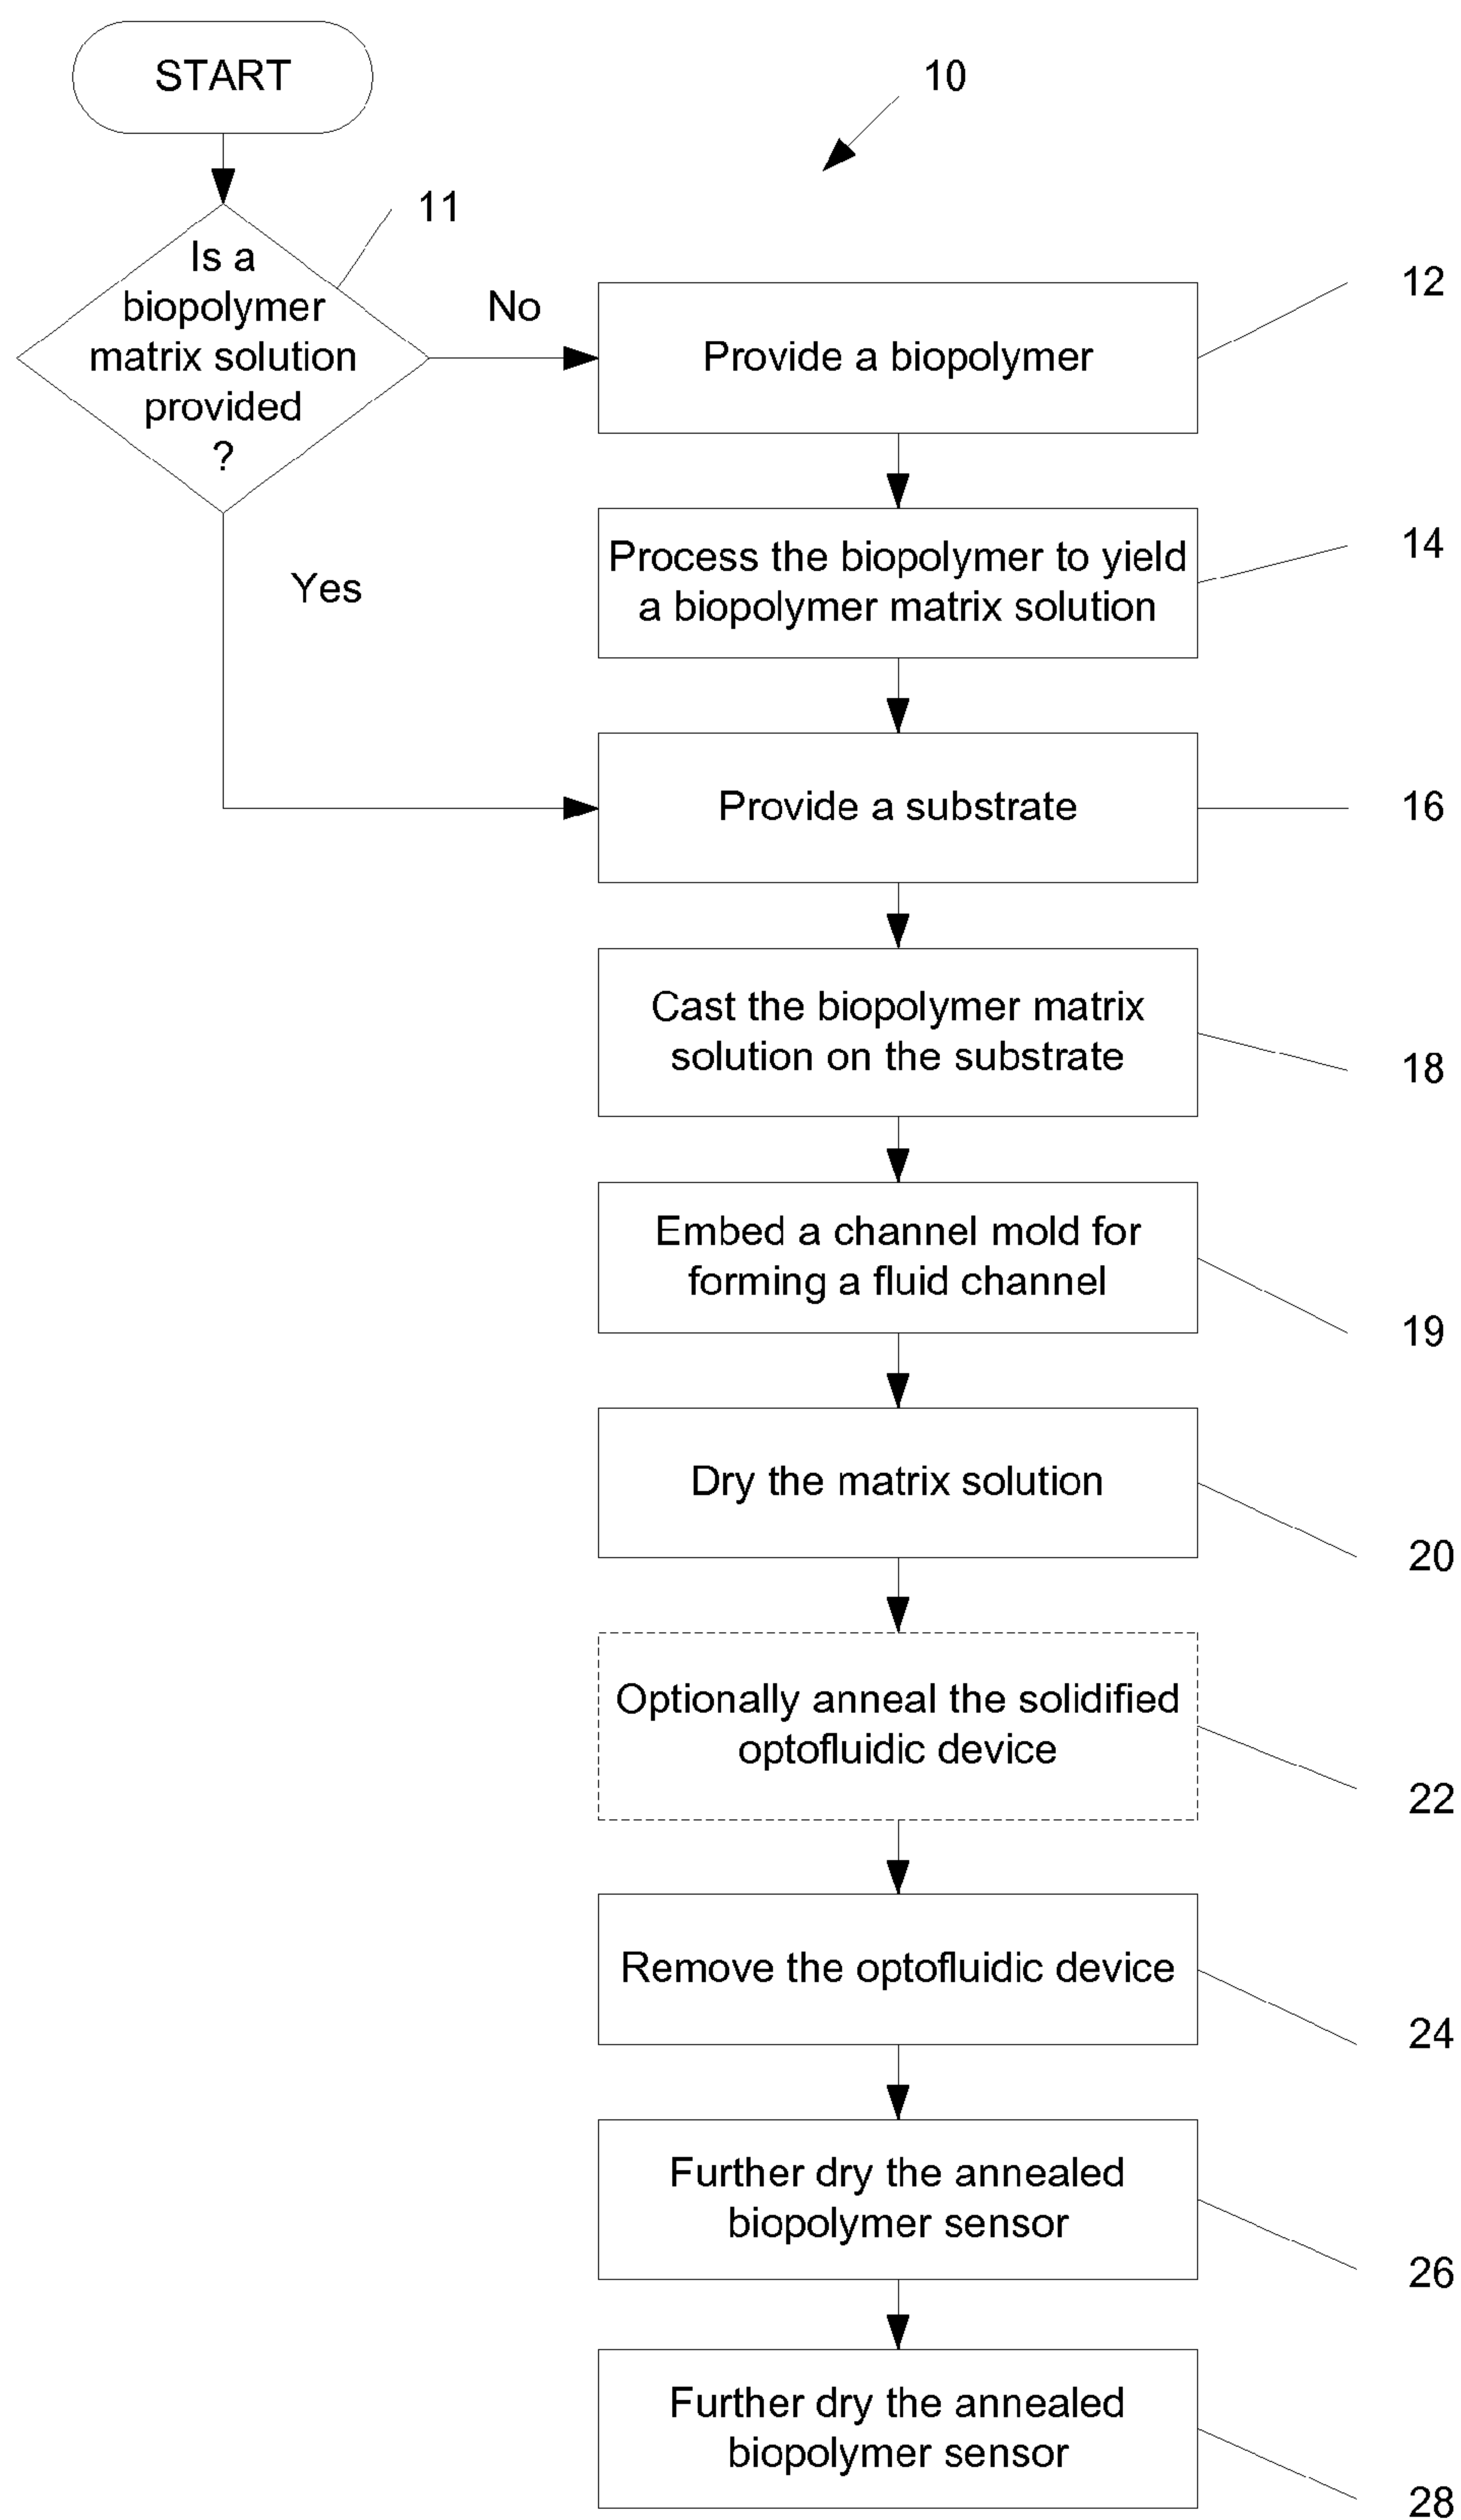 START
10
11
Is a
biopolymer
matrix solution
provided
?
No
Yes
12
Provide a biopolymer
14
Process the biopolymer to yield
a biopolymer matrix solution
16
Provide a substrate
18
Cast the biopolymer matrix
solution on the substrate
19
Embed a channel mold for
forming a fluid channel
20
Dry the matrix solution
22
Optionally anneal the solidified
optofluidic device
24
Remove the optofluidic device
26
Further dry the annealed
biopolymer sensor
28
Further dry the annealed
biopolymer sensor